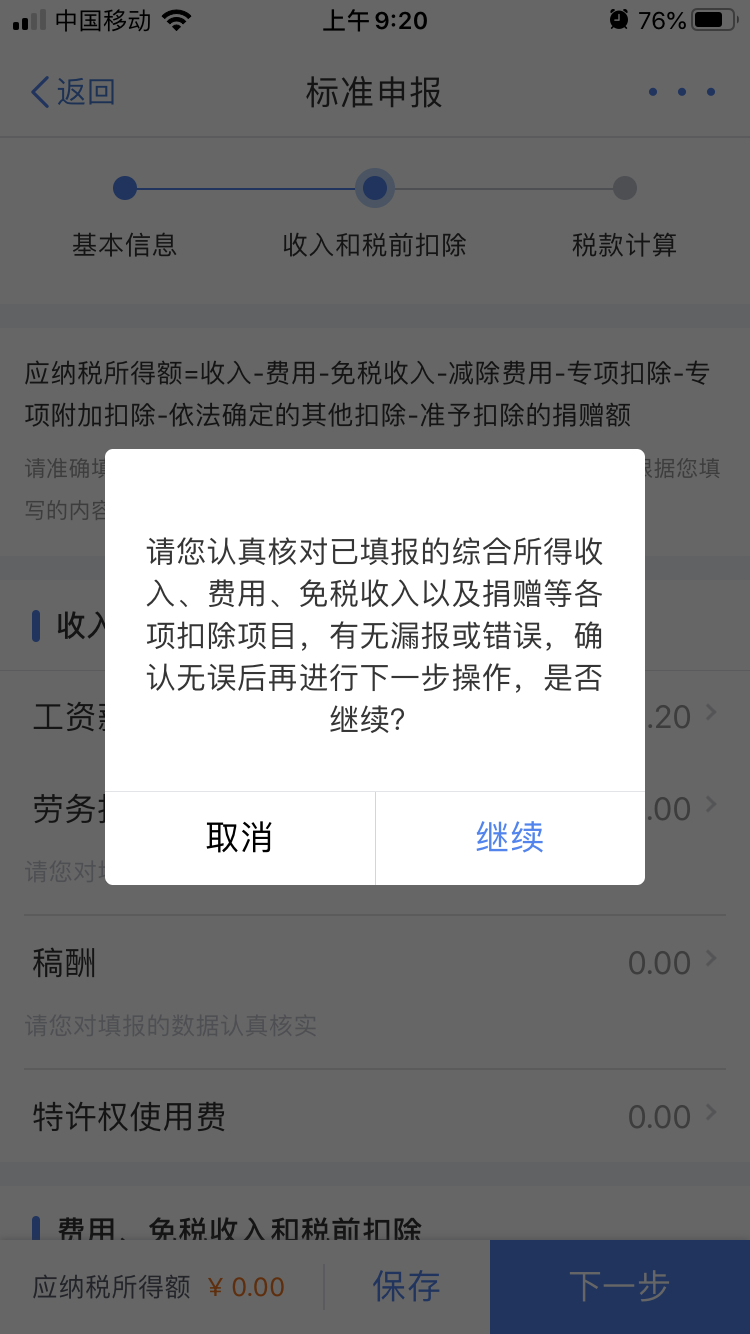 中国移动 上午9:20 76%
返回 标准申报
基本信息 收入和税前扣除 税款计算
应纳税所得额=收入-费用-免税收入-减除费用-专项扣除-专
项附加扣除-依法确定的其他扣除-准予扣除的捐赠额
请准确填 根据您填
写的内容
请您认真核对已填报的综合所得收
入、费用、免税收入以及捐赠等各
项扣除项目，有无漏报或错误，确
认无误后再进行下一步操作，是否
继续?
取消 继续
收入
工资薪 .20
劳务报 .00
请您对填
稿酬 0.00
请您对填报的数据认真核实
特许权使用费 0.00
费用、免税收入和税前扣除
应纳税所得额 ¥ 0.00 保存 下一步